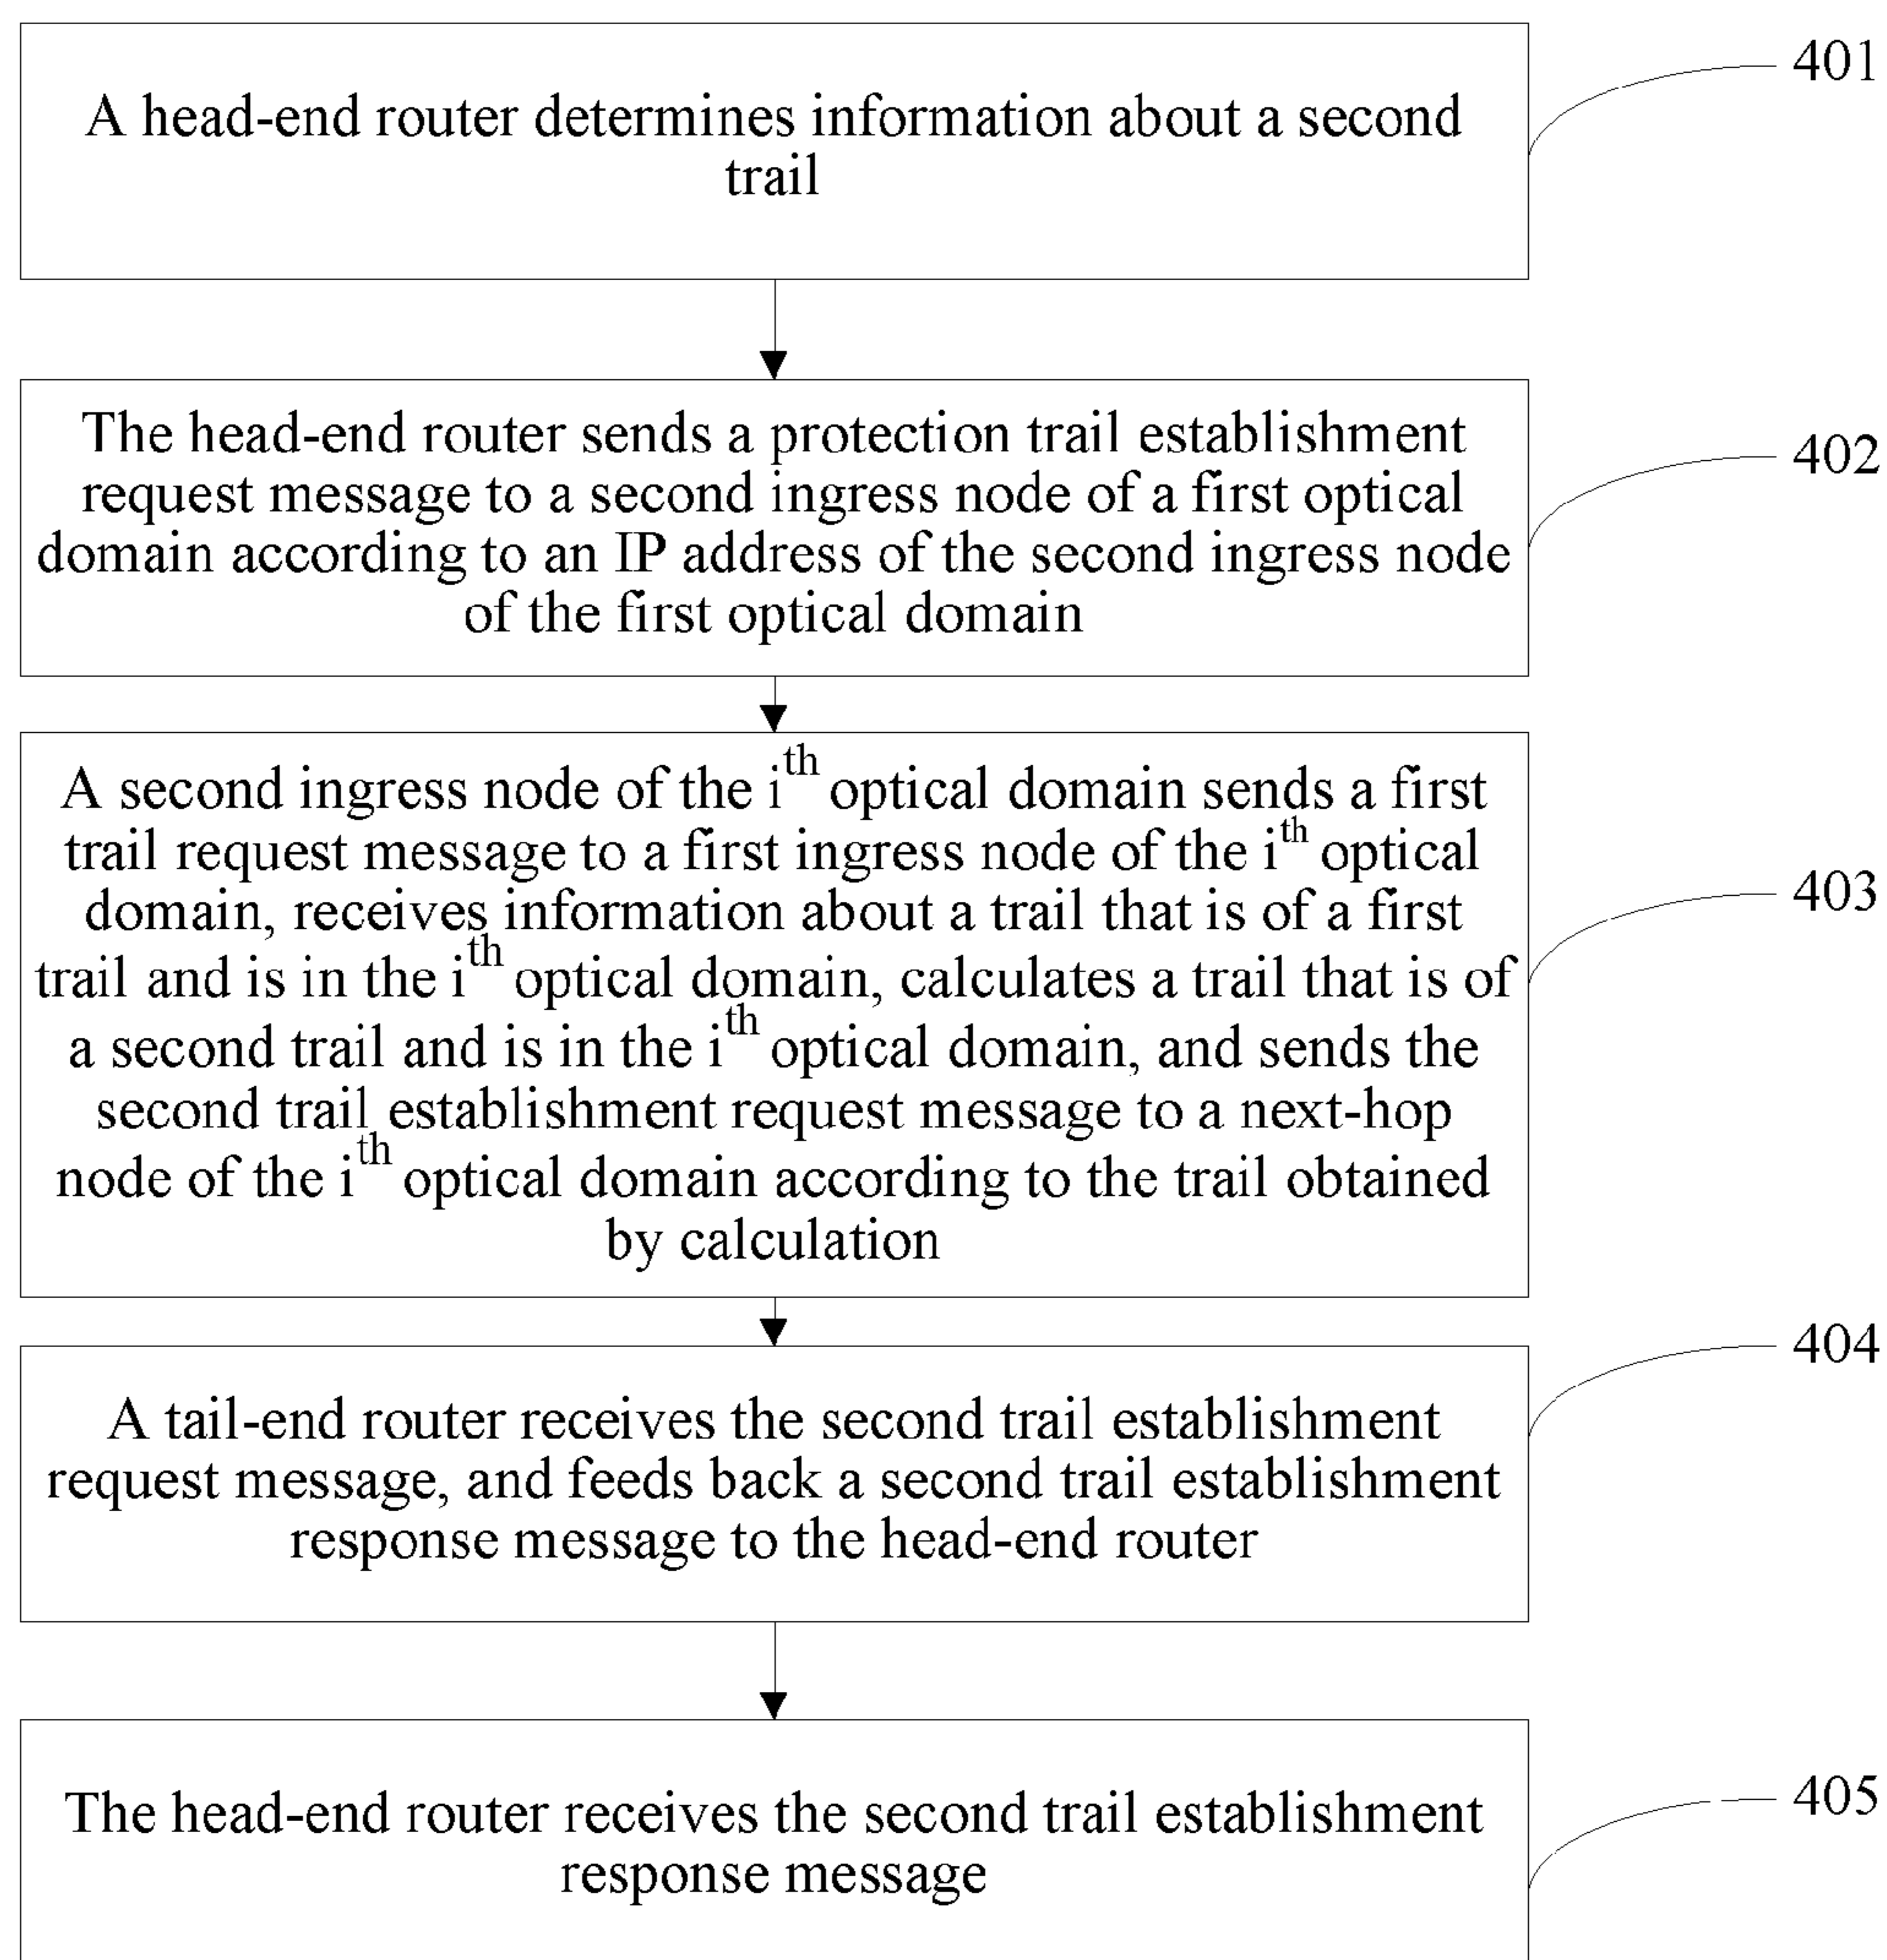 A head-end router determines information about a second
trail
401
The head-end router sends a protection trail establishment
request message to a second ingress node of a first optical
domain according to an IP address of the second ingress node
of the first optical domain
402
A second ingress node of the i^th optical domain sends a first
trail request message to a first ingress node of the i^th optical
domain, receives information about a trail that is of a first
trail and is in the i^th optical domain, calculates a trail that is of
a second trail and is in the i^th optical domain, and sends the
second trail establishment request message to a next-hop
node of the i^th optical domain according to the trail obtained
by calculation
403
A tail-end router receives the second trail establishment
request message, and feeds back a second trail establishment
response message to the head-end router
404
The head-end router receives the second trail establishment
response message
405